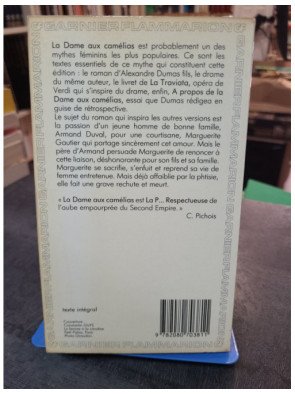 GARNIER FLAMMARION
La Dame aux camélias est probablement un des
mythes féminins les plus populaires. Ce sont les
textes essentiels de ce mythe qui constituent cette
édition : le roman d'Alexandre Dumas fils, le drame
du même auteur, le livret de La Traviata, opéra de
Verdi qui s'inspire du drame, enfin, A propos de la
Dame aux camélias, essai que Dumas rédigea en
guise de rétrospective.
Le sujet du roman qui inspira les autres versions est
la passion d'un jeune homme de bonne famille,
Armand Duval, pour une courtisane, Marguerite
Gautier qui partage sincèrement cet amour. Mais le
le père d'Armand persuade Marguerite de renoncer à
cette liaison, déshonorante pour son fils et sa famille.
Marguerite se sacrifie, s'enfuit et reprend sa vie de
femme entretenue. Mais déjà affaiblie par la phtisie,
elle fait une grave rechute et meurt.
« La Dame aux camélias est La P... Respectueuse de
l'aube empourprée du Second Empire. »
C. Pichois
texte intégral
Couverture :
9 782080 703811
GARNIER FLAMMARION